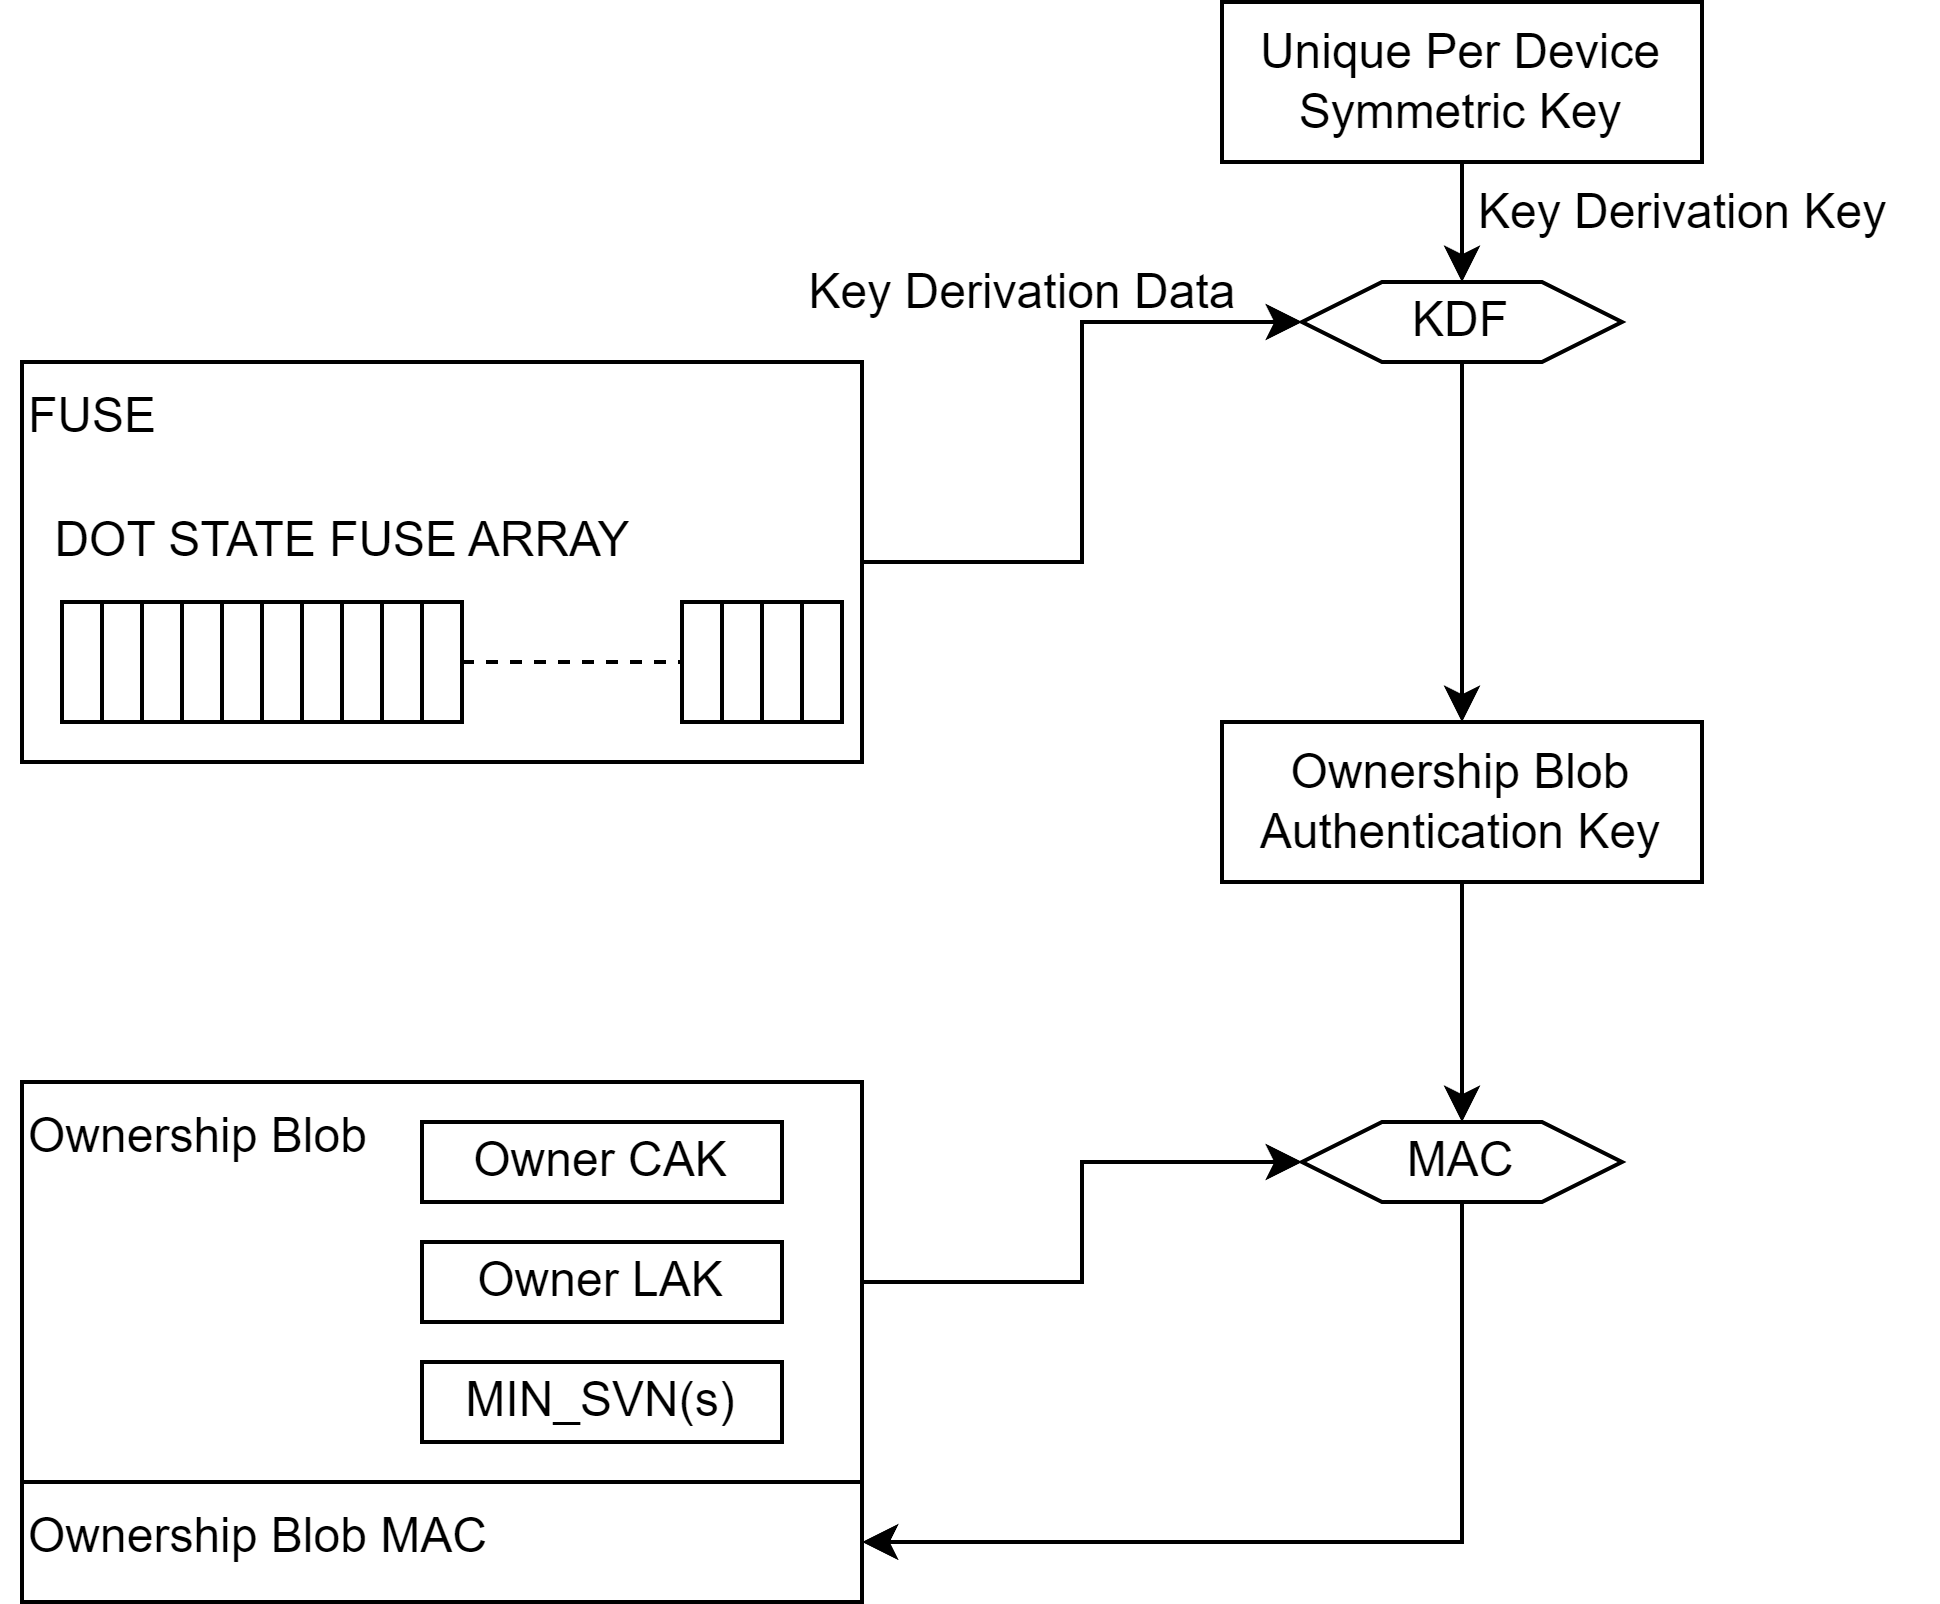 Unique Per Device
Symmetric Key
Key Derivation Key
Key Derivation Data
KDF
FUSE
DOT STATE FUSE ARRAY
Ownership Blob
Authentication Key
Ownership Blob
Owner CAK
MAC
Owner LAK
MIN_SVN(s)
Ownership Blob MAC